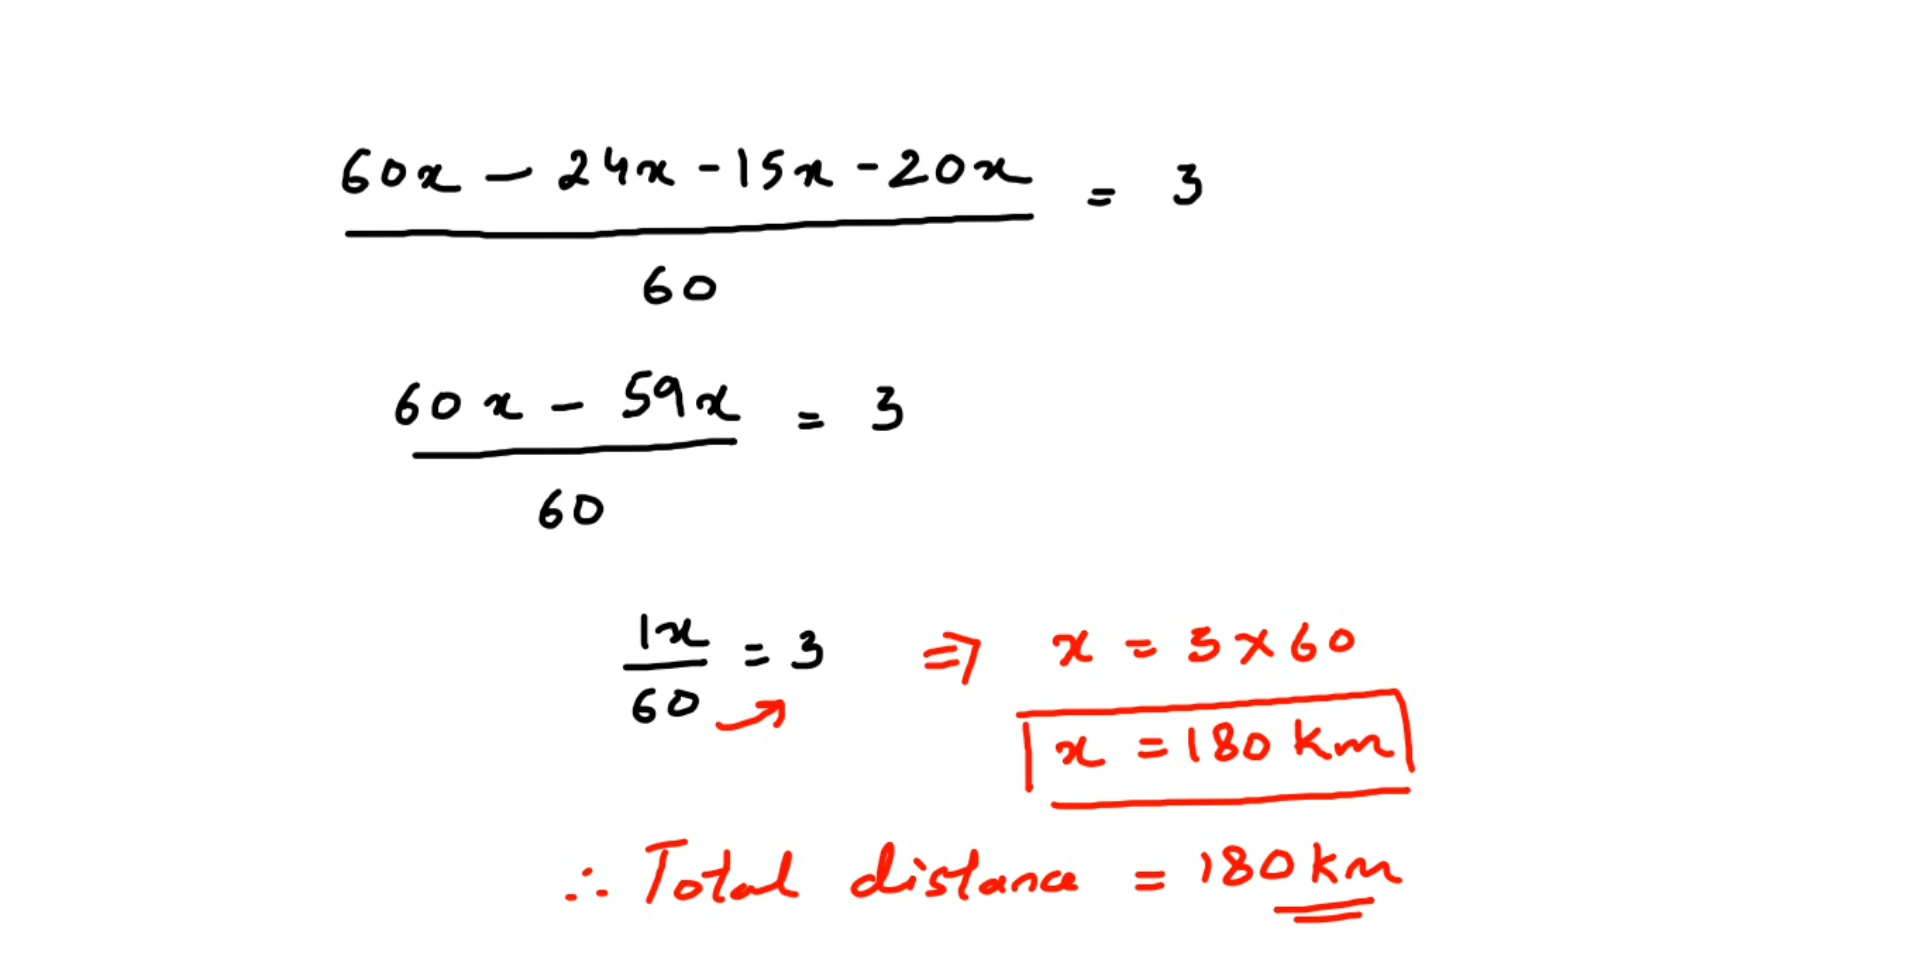 60x - 24x - 15x - 20x = 3
60
60x - 59x = 3
60
1x = 3 ⇒ x = 3 × 60
60
x = 180 km
∴ Total distance = 180 km